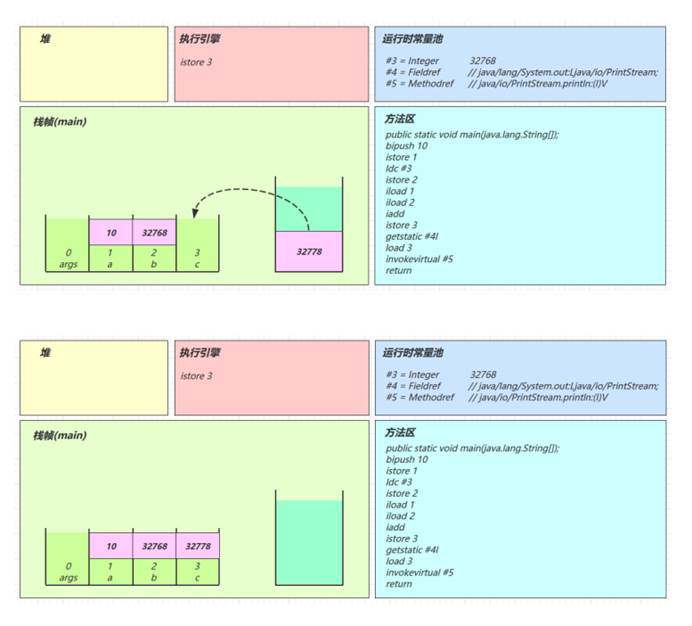 堆
执行引擎
istore 3
运行时常量池
#3 = Integer 32768
#4 = Fieldref // java/lang/System.out:Ljava/io/PrintStream;
#5 = Methodref // java/io/PrintStream.println:(I)V
栈帧(main)
10 32768
32778
0 1 2 3
args a b c
方法区
public static void main(java.lang.String[]);
bipush 10
istore 1
ldc #3
istore 2
iload 1
iload 2
iadd
istore 3
getstatic #4I
load 3
invokevirtual #5
return
堆
执行引擎
istore 3
运行时常量池
#3 = Integer 32768
#4 = Fieldref // java/lang/System.out:Ljava/io/PrintStream;
#5 = Methodref // java/io/PrintStream.println:(I)V
栈帧(main)
10 32768 32778
0 1 2 3
args a b c
方法区
public static void main(java.lang.String[]);
bipush 10
istore 1
ldc #3
istore 2
iload 1
iload 2
iadd
istore 3
getstatic #4I
load 3
invokevirtual #5
return